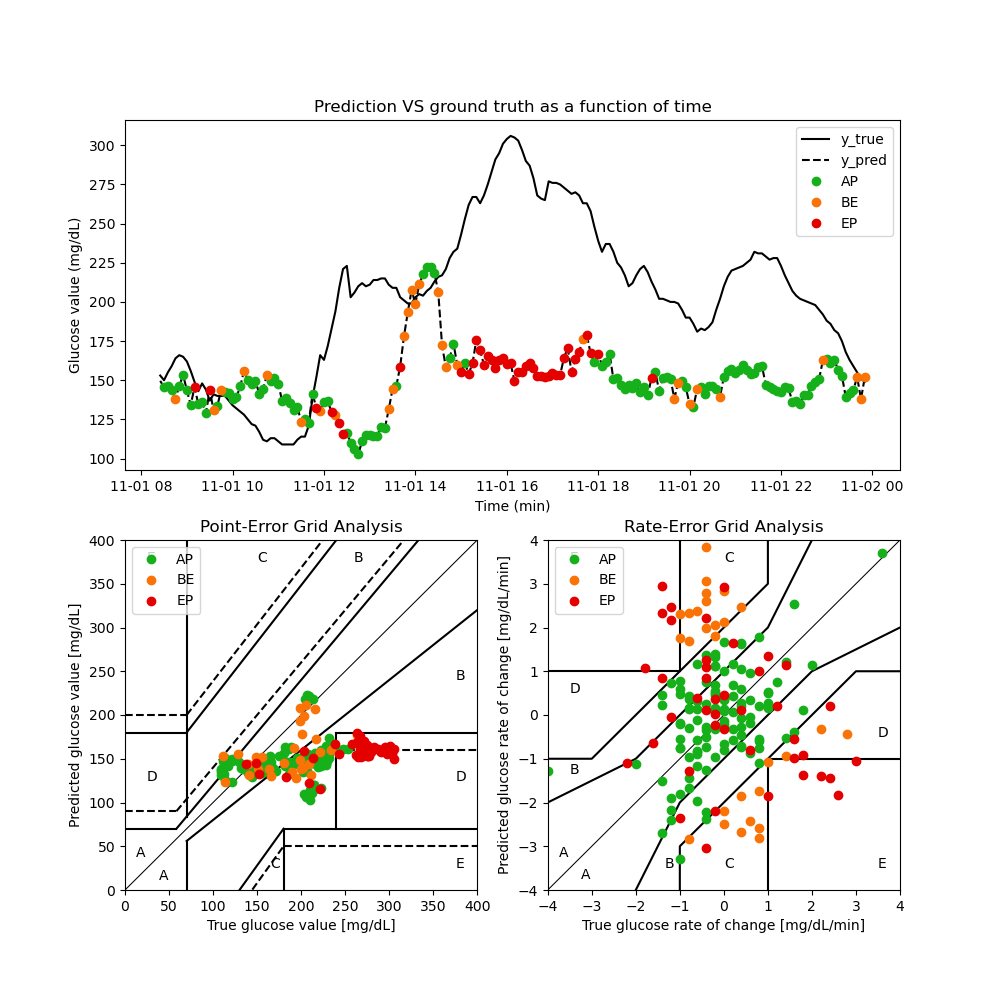 Prediction VS ground truth as a function of time
Glucose value (mg/dL)
300
275
250
225
200
175
150
125
100
y_true
y_pred
AP
BE
EP
11-01 08 11-01 10 11-01 12 11-01 14 11-01 16 11-01 18 11-01 20 11-01 22 11-02 00
Time (min)
Point-Error Grid Analysis
Predicted glucose value [mg/dL]
400
350
300
250
200
150
100
50
0
AP
BE
EP
C
B
B
D
D
A
A
C
E
0 50 100 150 200 250 300 350 400
True glucose value [mg/dL]
Rate-Error Grid Analysis
Predicted glucose rate of change [mg/dL/min]
4
3
2
1
0
−1
−2
−3
−4
AP
BE
EP
C
D
D
B
A
A
B
C
E
−4 −3 −2 −1 0 1 2 3 4
True glucose rate of change [mg/dL/min]